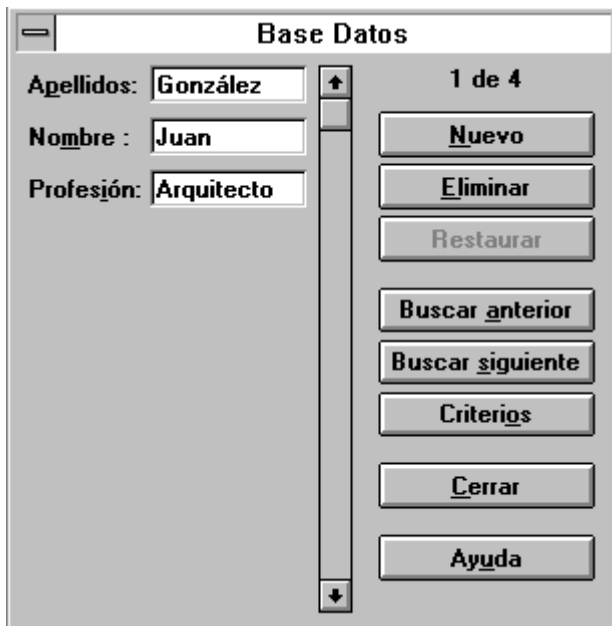 Base Datos
Apellidos: González
Nombre : Juan
Profesión: Arquitecto
1 de 4
Nuevo
Eliminar
Restaurar
Buscar anterior
Buscar siguiente
Criterios
Cerrar
Ayuda